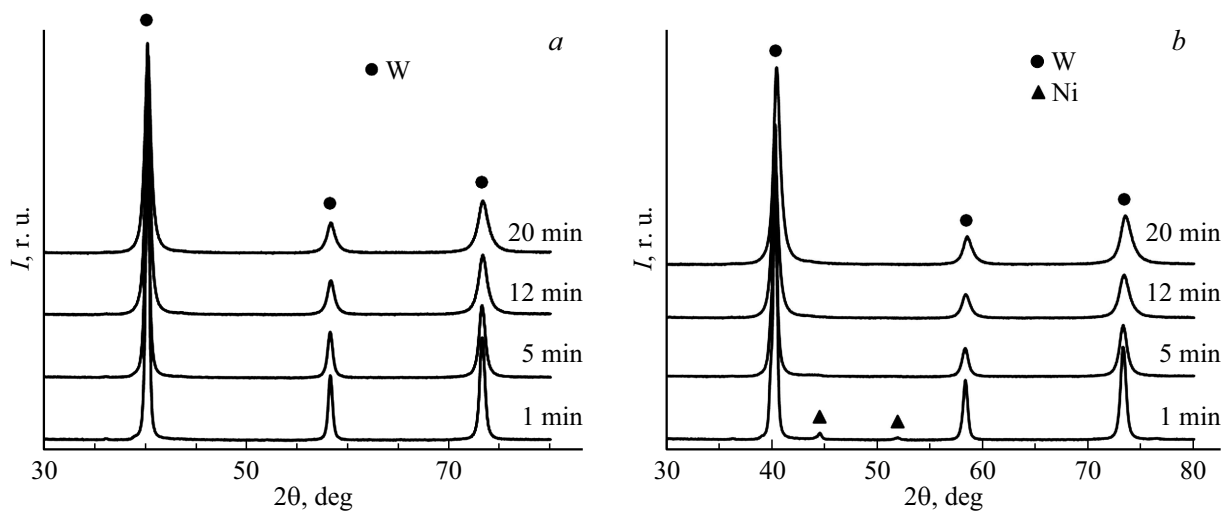 a
● W
I, r. u.
20 min
12 min
5 min
1 min
30
50
70
2θ, deg
b
● W
▲ Ni
I, r. u.
20 min
12 min
5 min
1 min
30
40
50
60
70
80
2θ, deg